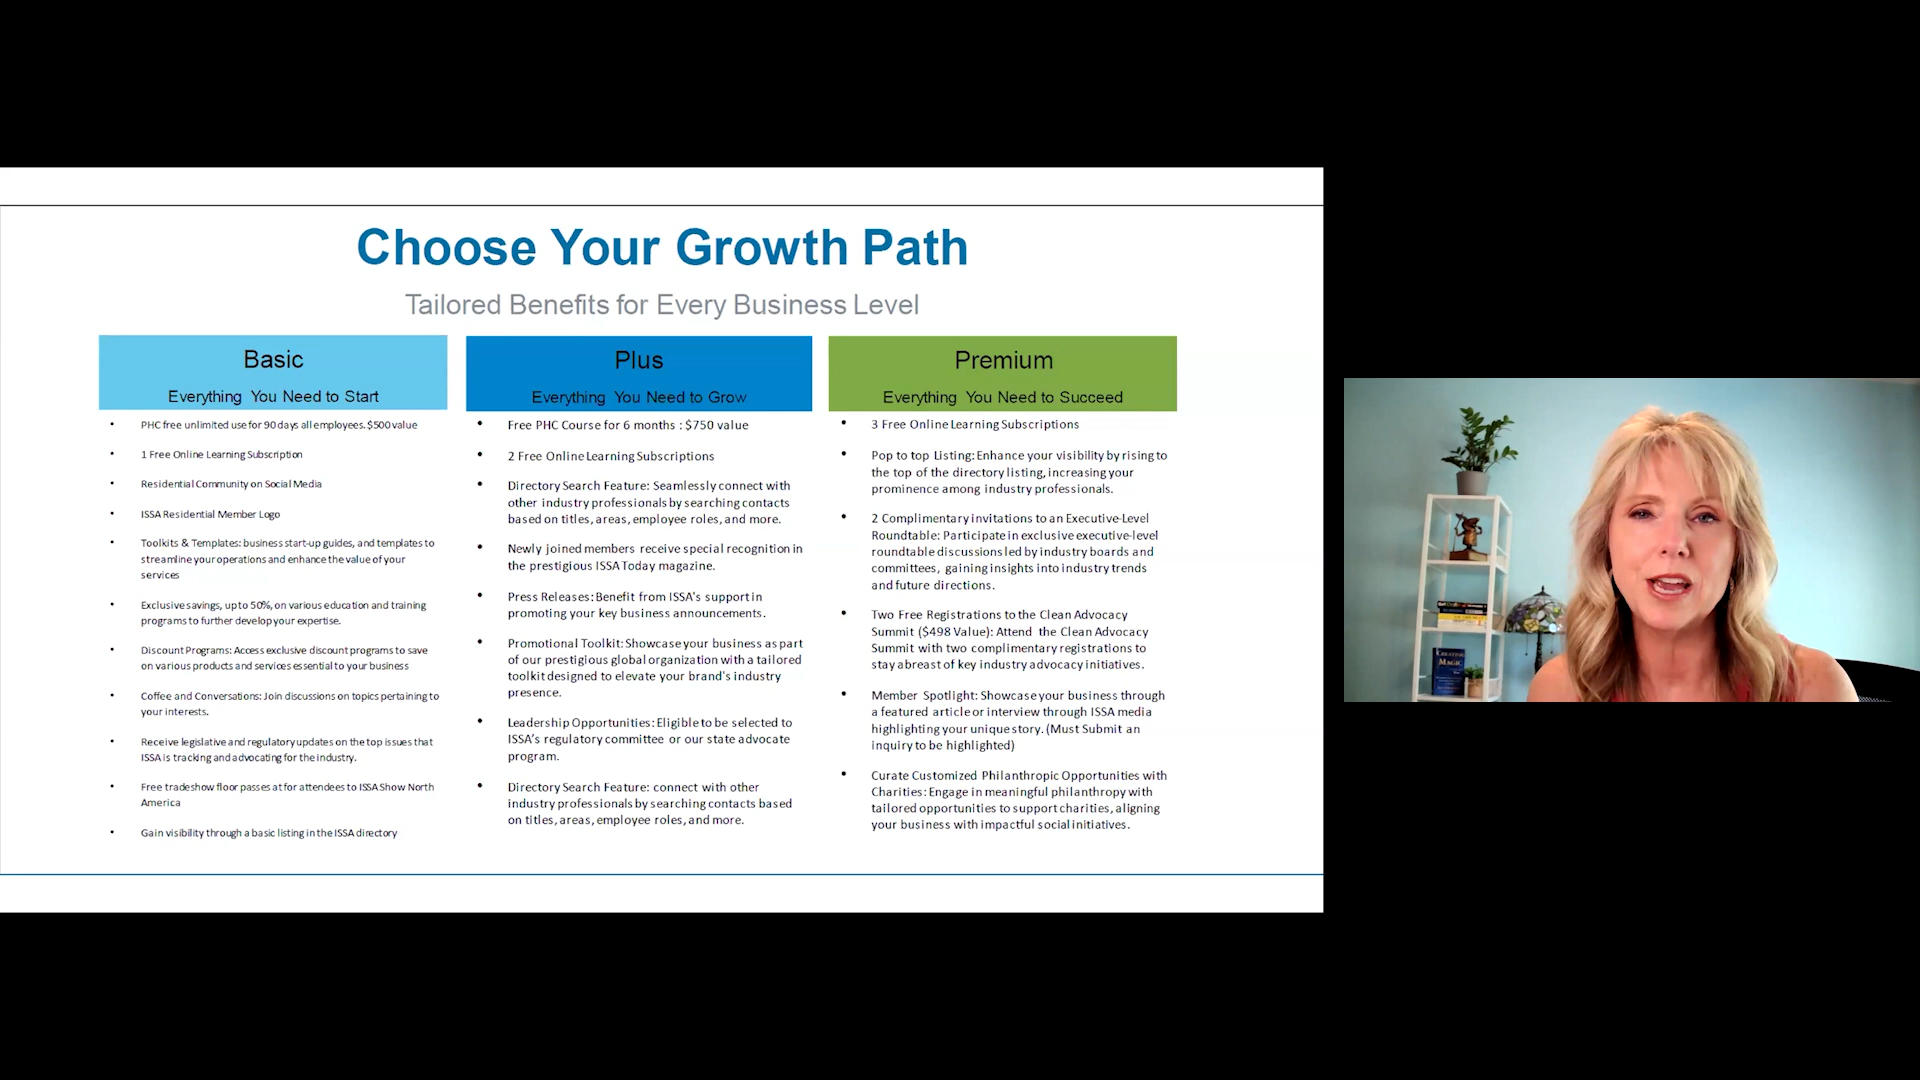 Choose Your Growth Path
Tailored Benefits for Every Business Level
Basic
Everything You Need to Start
• PHC free unlimited use for 90 days all employees. $500 value
• 1 Free Online Learning Subscription
• Residential Community on Social Media
• ISSA Residential Member Logo
• Toolkits & Templates: business start-up guides, and templates to
streamline your operations and enhance the value of your
services
• Exclusive savings, up to 50%, on various education and training
programs to further develop your expertise.
• Discount Programs: Access exclusive discount programs to save
on various products and services essential to your business
• Coffee and Conversations: Join discussions on topics pertaining to
your interests.
• Receive legislative and regulatory updates on the top issues that
ISSA is tracking and advocating for the industry.
• Free tradeshow floor passes at for attendees to ISSA Show North
America
• Gain visibility through a basic listing in the ISSA directory
Plus
Everything You Need to Grow
• Free PHC Course for 6 months : $750 value
• 2 Free Online Learning Subscriptions
• Directory Search Feature: Seamlessly connect with
other industry professionals by searching contacts
based on titles, areas, employee roles, and more.
• Newly joined members receive special recognition in
the prestigious ISSA Today magazine.
• Press Releases: Benefit from ISSA's support in
promoting your key business announcements.
• Promotional Toolkit: Showcase your business as part
of our prestigious global organization with a tailored
toolkit designed to elevate your brand's industry
presence.
• Leadership Opportunities: Eligible to be selected to
ISSA's regulatory committee or our state advocate
program.
• Directory Search Feature: connect with other
industry professionals by searching contacts based
on titles, areas, employee roles, and more.
Premium
Everything You Need to Succeed
• 3 Free Online Learning Subscriptions
• Pop to top Listing: Enhance your visibility by rising to
the top of the directory listing, increasing your
prominence among industry professionals.
• 2 Complimentary invitations to an Executive-Level
Roundtable: Participate in exclusive executive-level
roundtable discussions led by industry boards and
committees, gaining insights into industry trends
and future directions.
• Two Free Registrations to the Clean Advocacy
Summit ($498 Value): Attend the Clean Advocacy
Summit with two complimentary registrations to
stay abreast of key industry advocacy initiatives.
• Member Spotlight: Showcase your business through
a featured article or interview through ISSA media
highlighting your unique story. (Must Submit an
inquiry to be highlighted)
• Curate Customized Philanthropic Opportunities with
Charities: Engage in meaningful philanthropy with
tailored opportunities to support charities, aligning
your business with impactful social initiatives.
CREATING
MAGIC